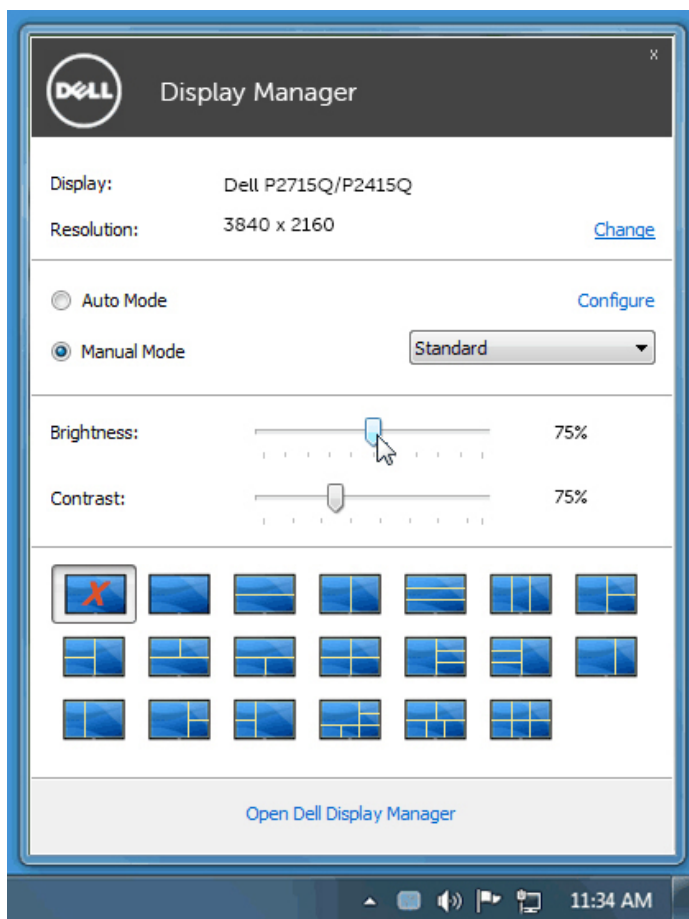 x
DELL Display Manager
Display: Dell P2715Q/P2415Q
Resolution: 3840 x 2160 Change
Auto Mode Configure
Manual Mode Standard
Brightness: 75%
Contrast: 75%
X
Open Dell Display Manager
11:34 AM